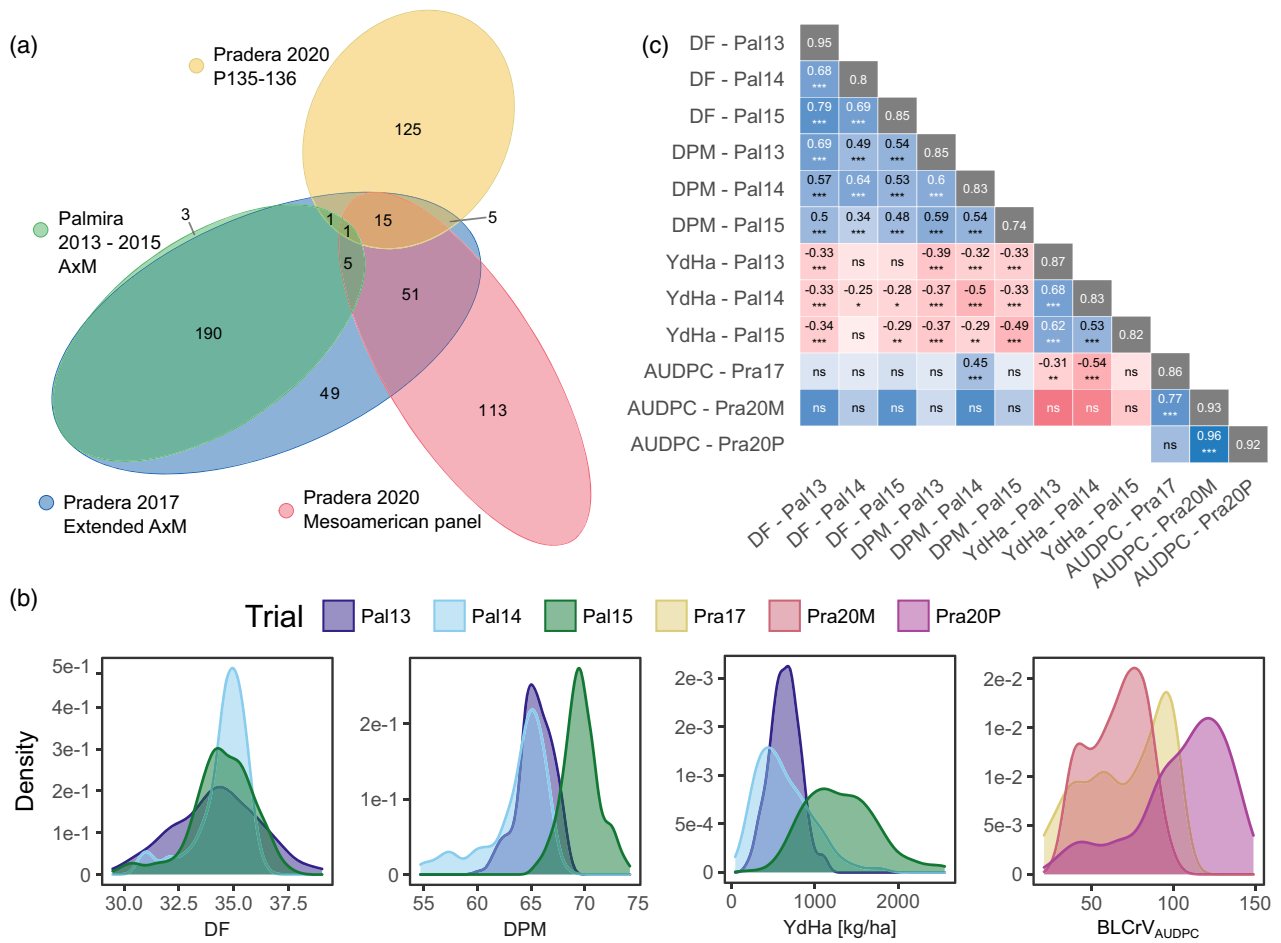 (a)
Pradera 2020
P135-136
125
3
Palmira
2013 - 2015
AxM
1
1
15
5
5
51
190
49
113
Pradera 2017
Extended AxM
Pradera 2020
Mesoamerican panel
(c)
DF - Pal13 0.95
DF - Pal14 0.68 *** 0.8
DF - Pal15 0.79 *** 0.69 *** 0.85
DPM - Pal13 0.69 *** 0.49 *** 0.54 *** 0.85
DPM - Pal14 0.57 *** 0.64 *** 0.53 *** 0.6 *** 0.83
DPM - Pal15 0.5 *** 0.34 *** 0.48 *** 0.59 *** 0.54 *** 0.74
YdHa - Pal13 -0.33 *** ns ns -0.39 *** -0.32 *** -0.33 *** 0.87
YdHa - Pal14 -0.33 *** -0.25 * -0.28 * -0.37 *** -0.5 *** -0.33 *** 0.68 *** 0.83
YdHa - Pal15 -0.34 *** ns -0.29 ** -0.37 *** -0.29 ** -0.49 *** 0.62 *** 0.53 *** 0.82
AUDPC - Pra17 ns ns ns ns 0.45 *** ns -0.31 ** -0.54 *** ns 0.86
AUDPC - Pra20M ns ns ns ns ns ns ns ns ns 0.77 *** 0.93
AUDPC - Pra20P ns 0.96 *** 0.92
DF - Pal13
DF - Pal14
DF - Pal15
DPM - Pal13
DPM - Pal14
DPM - Pal15
YdHa - Pal13
YdHa - Pal14
YdHa - Pal15
AUDPC - Pra17
AUDPC - Pra20M
AUDPC - Pra20P
(b)
Trial Pal13 Pal14 Pal15 Pra17 Pra20M Pra20P
Density
5e-1
4e-1
3e-1
2e-1
1e-1
0
30.0 32.5 35.0 37.5
DF
2e-1
1e-1
0
55 60 65 70 75
DPM
2e-3
2e-3
1e-3
5e-4
0
0 1000 2000
YdHa [kg/ha]
2e-2
1e-2
1e-2
5e-3
0
50 100 150
BLCrV AUDPC